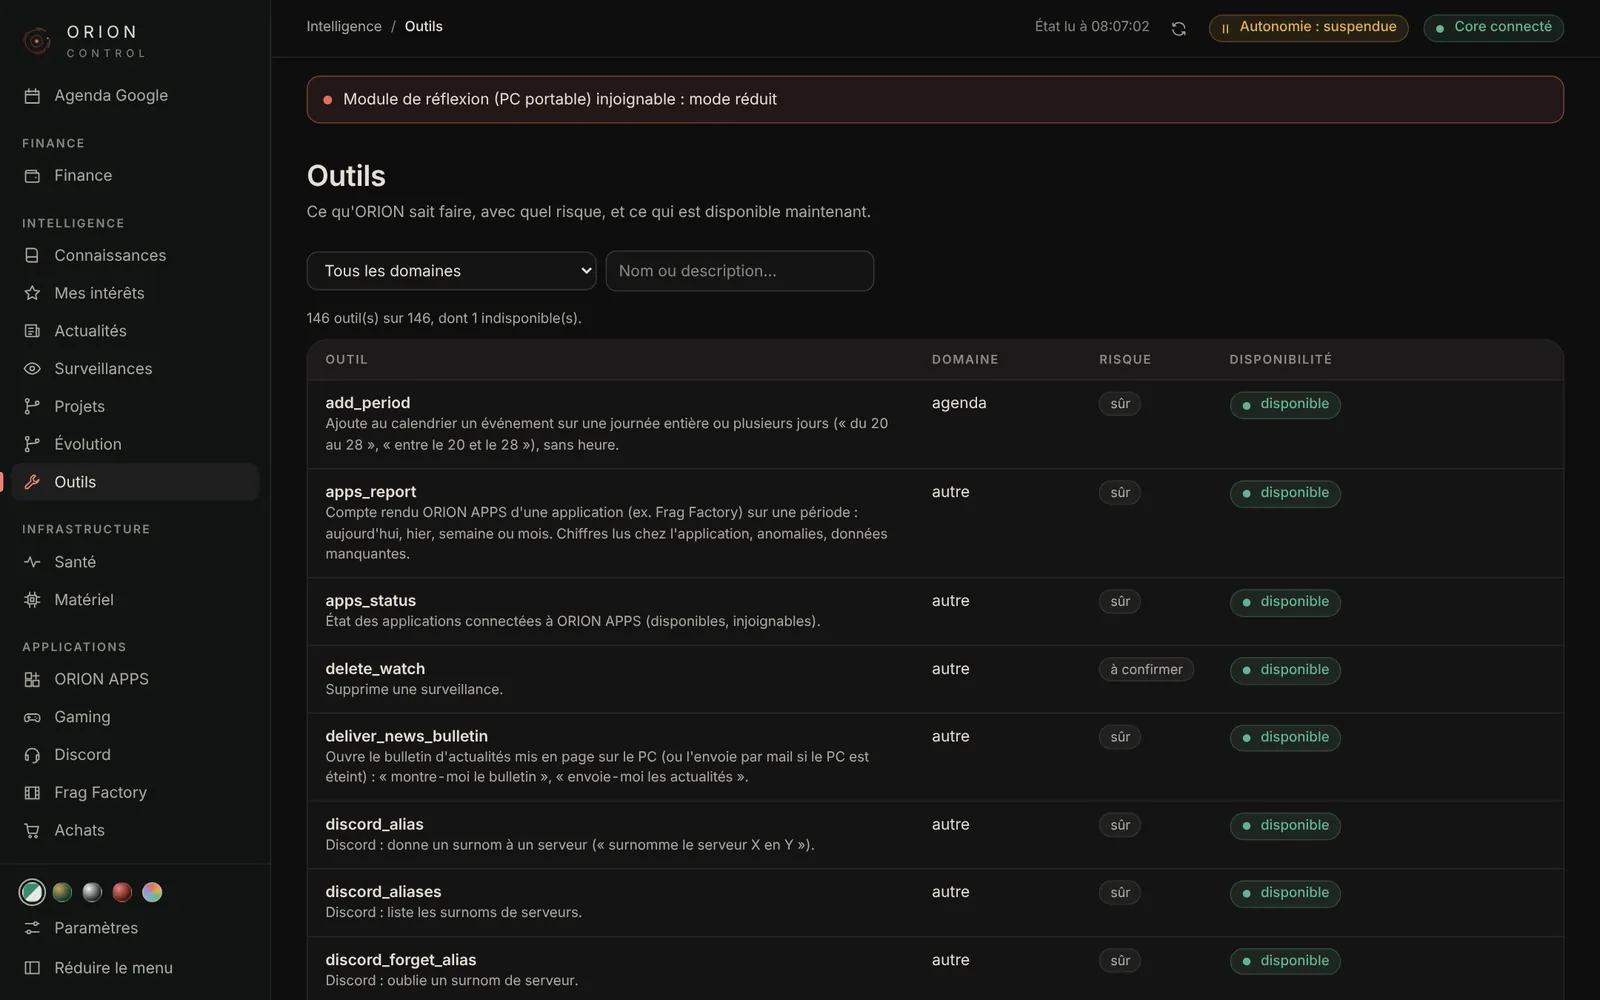 ORION
CONTROL
Agenda Google
FINANCE
Finance
INTELLIGENCE
Connaissances
Mes intérêts
Actualités
Surveillances
Projets
Évolution
Outils
INFRASTRUCTURE
Santé
Matériel
APPLICATIONS
ORION APPS
Gaming
Discord
Frag Factory
Achats
Paramètres
Réduire le menu
Intelligence / Outils
État lu à 08:07:02
Autonomie : suspendue
Core connecté
Module de réflexion (PC portable) injoignable : mode réduit
Outils
Ce qu'ORION sait faire, avec quel risque, et ce qui est disponible maintenant.
Tous les domaines
Nom ou description...
146 outil(s) sur 146, dont 1 indisponible(s).
OUTIL DOMAINE RISQUE DISPONIBILITÉ
add_period agenda sûr disponible
Ajoute au calendrier un événement sur une journée entière ou plusieurs jours (« du 20
au 28 », « entre le 20 et le 28 »), sans heure.
apps_report autre sûr disponible
Compte rendu ORION APPS d'une application (ex. Frag Factory) sur une période :
aujourd'hui, hier, semaine ou mois. Chiffres lus chez l'application, anomalies, données
manquantes.
apps_status autre sûr disponible
État des applications connectées à ORION APPS (disponibles, injoignables).
delete_watch autre à confirmer disponible
Supprime une surveillance.
deliver_news_bulletin autre sûr disponible
Ouvre le bulletin d'actualités mis en page sur le PC (ou l'envoie par mail si le PC est
éteint) : « montre-moi le bulletin », « envoie-moi les actualités ».
discord_alias autre sûr disponible
Discord : donne un surnom à un serveur (« surnomme le serveur X en Y »).
discord_aliases autre sûr disponible
Discord : liste les surnoms de serveurs.
discord_forget_alias autre sûr disponible
Discord : oublie un surnom de serveur.